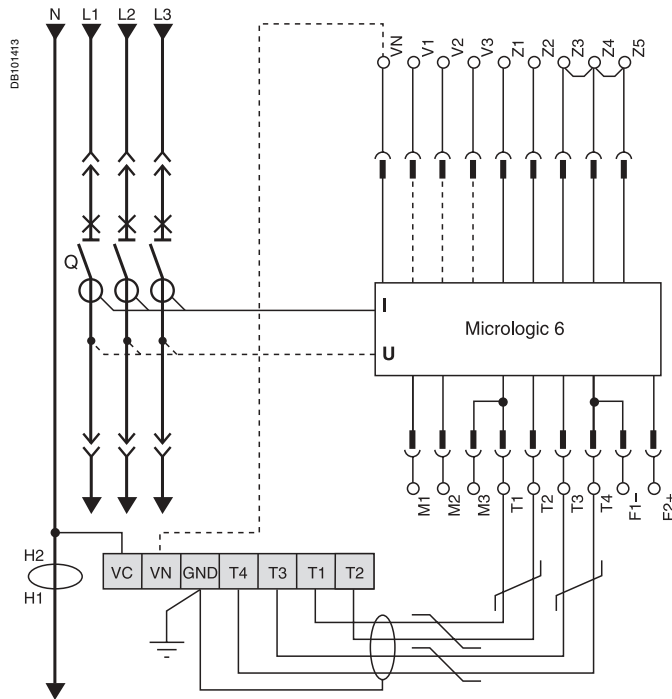 DB101413
N L1 L2 L3
VN V1 V2 V3 Z1 Z2 Z3 Z4 Z5
Q
I
Micrologic 6
U
M1 M2 M3 T1 T2 T3 T4 F1- F2+
H2
H1
VC VN GND T4 T3 T1 T2